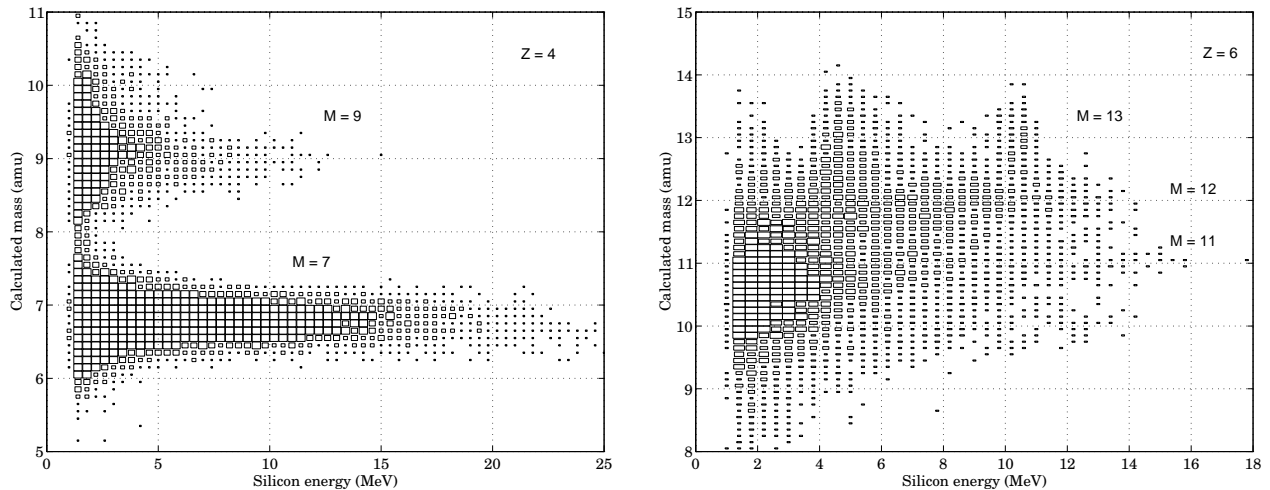 11
10
9
8
7
6
5
Calculated mass (amu)
Z = 4
M = 9
M = 7
0 5 10 15 20 25
Silicon energy (MeV)
15
14
13
12
11
10
9
8
Calculated mass (amu)
Z = 6
M = 13
M = 12
M = 11
0 2 4 6 8 10 12 14 16 18
Silicon energy (MeV)